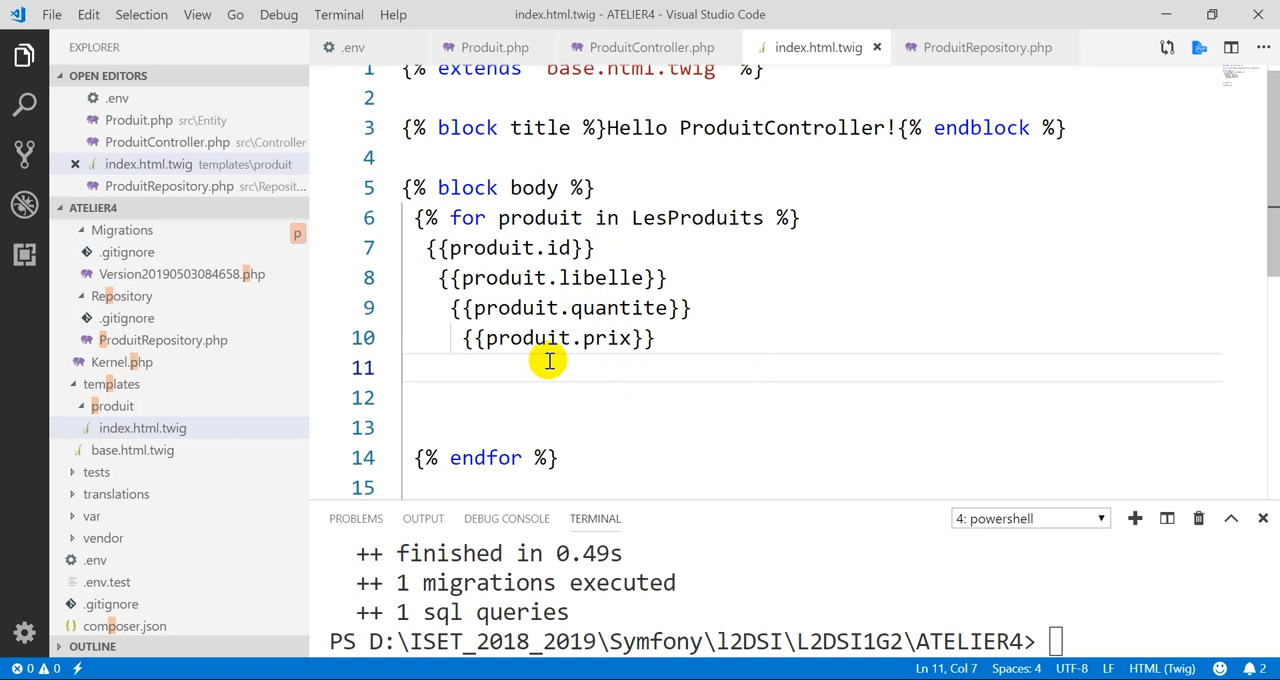 File Edit Selection View Go Debug Terminal Help index.html.twig - ATELIER4 - Visual Studio Code
EXPLORER
OPEN EDITORS
.env
Produit.php src\Entity
ProduitController.php src\Controller
index.html.twig templates\produit
ProduitRepository.php src\Reposit...
ATELIER4
Migrations p
.gitignore
Version20190503084658.php
Repository
.gitignore
ProduitRepository.php
Kernel.php
templates
produit
index.html.twig
base.html.twig
tests
translations
var
vendor
.env
.env.test
.gitignore
composer.json
OUTLINE
.env Produit.php ProduitController.php index.html.twig ProduitRepository.php
1 {% extends 'base.html.twig' %}
2
3 {% block title %}Hello ProduitController!{% endblock %}
4
5 {% block body %}
6 {% for produit in LesProduits %}
7 {{produit.id}}
8 {{produit.libelle}}
9 {{produit.quantite}}
10 {{produit.prix}}
11
12
13
14 {% endfor %}
15
PROBLEMS OUTPUT DEBUG CONSOLE TERMINAL 4: powershell
++ finished in 0.49s
++ 1 migrations executed
++ 1 sql queries
PS D:\ISET_2018_2019\Symfony\l2DSI\L2DSI1G2\ATELIER4>
0 0 Ln 11, Col 7 Spaces: 4 UTF-8 LF HTML (Twig) 2